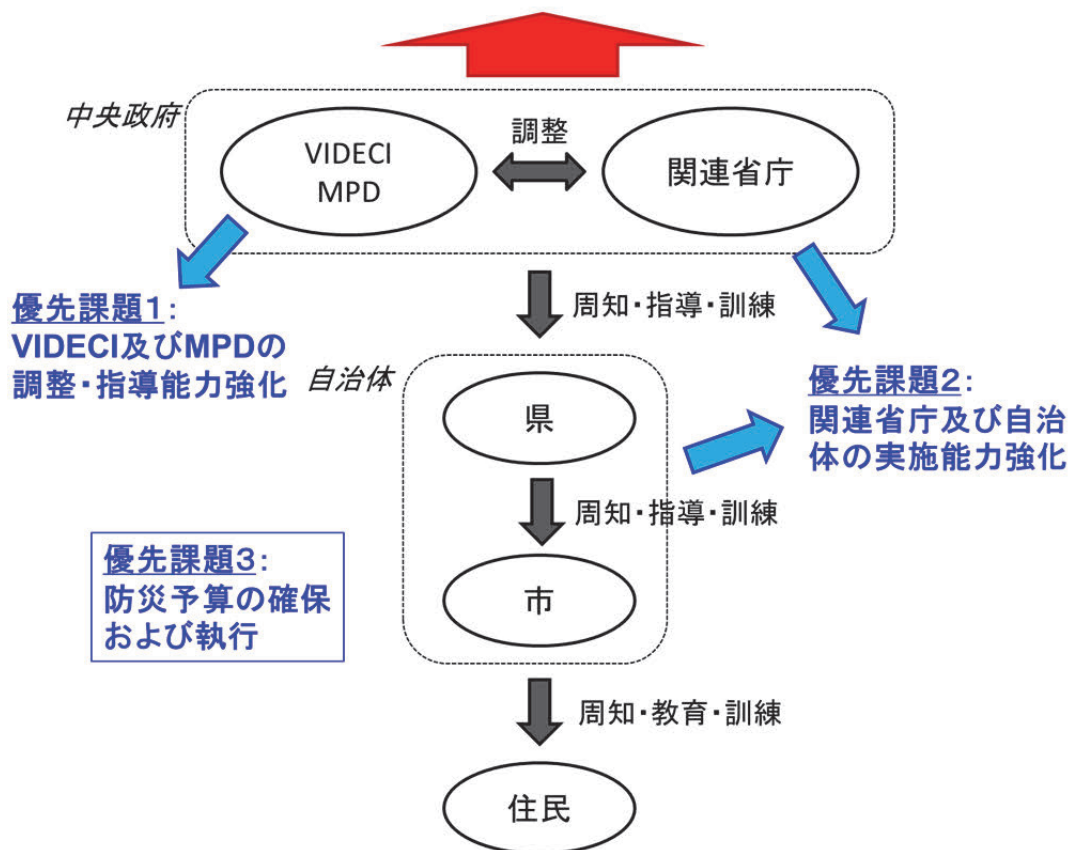 中央政府
VIDECI
MPD
調整
関連省庁
周知・指導・訓練
優先課題1:
VIDECI及びMPDの
調整・指導能力強化
自治体
県
優先課題2:
関連省庁及び自治
体の実施能力強化
周知・指導・訓練
優先課題3:
防災予算の確保
および執行
市
周知・教育・訓練
住民